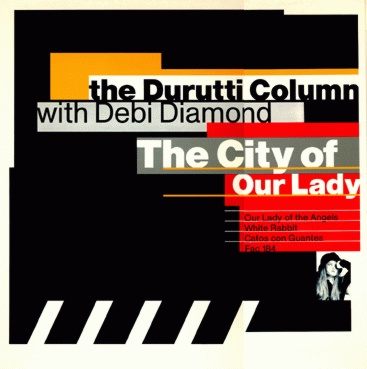 the Durutti Column
with Debi Diamond
The City of
Our Lady
Our Lady of the Angels
White Rabbit
Catos con Guantes
Fac 184